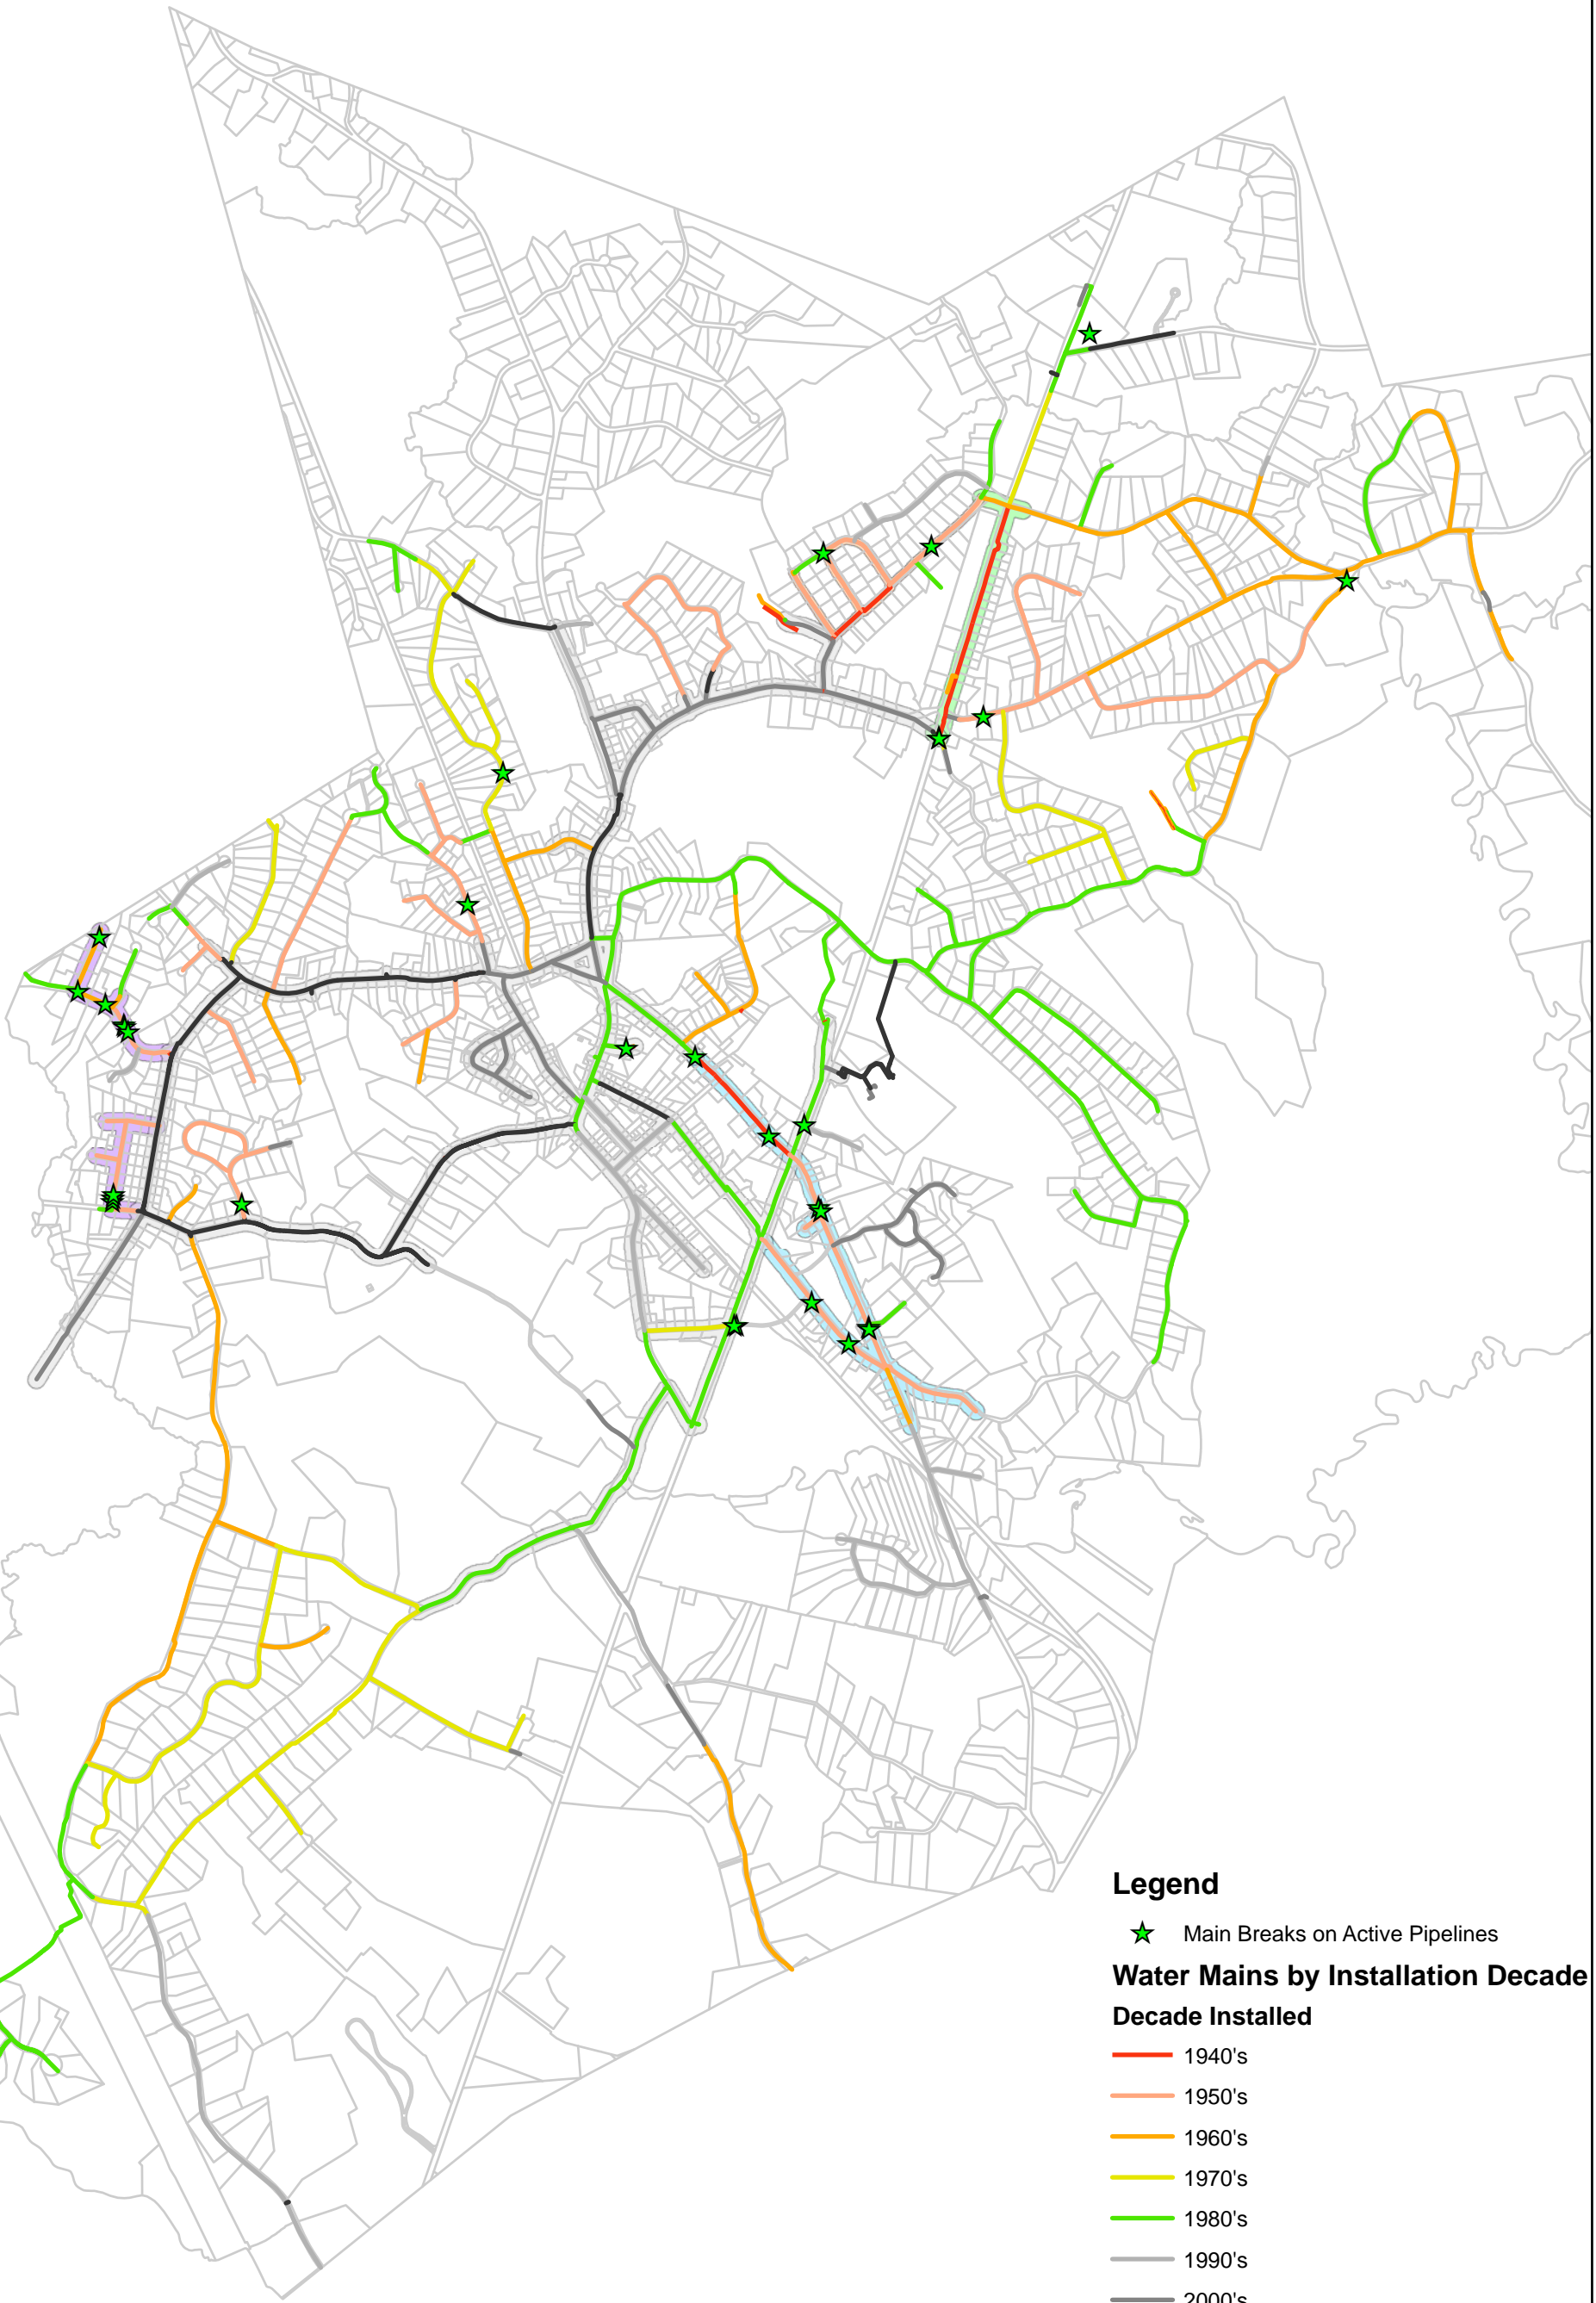 Legend
Main Breaks on Active Pipelines
Water Mains by Installation Decade
Decade Installed
1940's
1950's
1960's
1970's
1980's
1990's
2000's